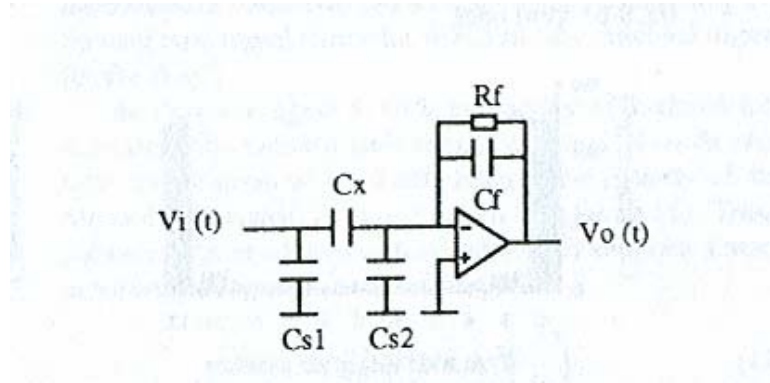 Rf
Cx
Cf
Vi (t)
-
+
Vo (t)
Cs1
Cs2